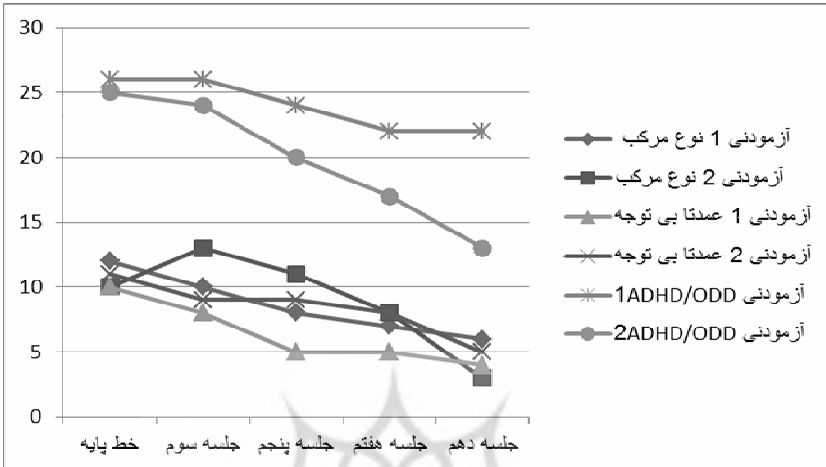 30
25
20
15
10
5
0
خط پایه
جلسه سوم
جلسه پنجم
جلسه هفتم
جلسه دهم
آزمودنی 1 نوع مرکب
آزمودنی 2 نوع مرکب
آزمودنی 1 عمدتا بی توجه
آزمودنی 2 عمدتا بی توجه
آزمودنی 1ADHD/ODD
آزمودنی 2ADHD/ODD